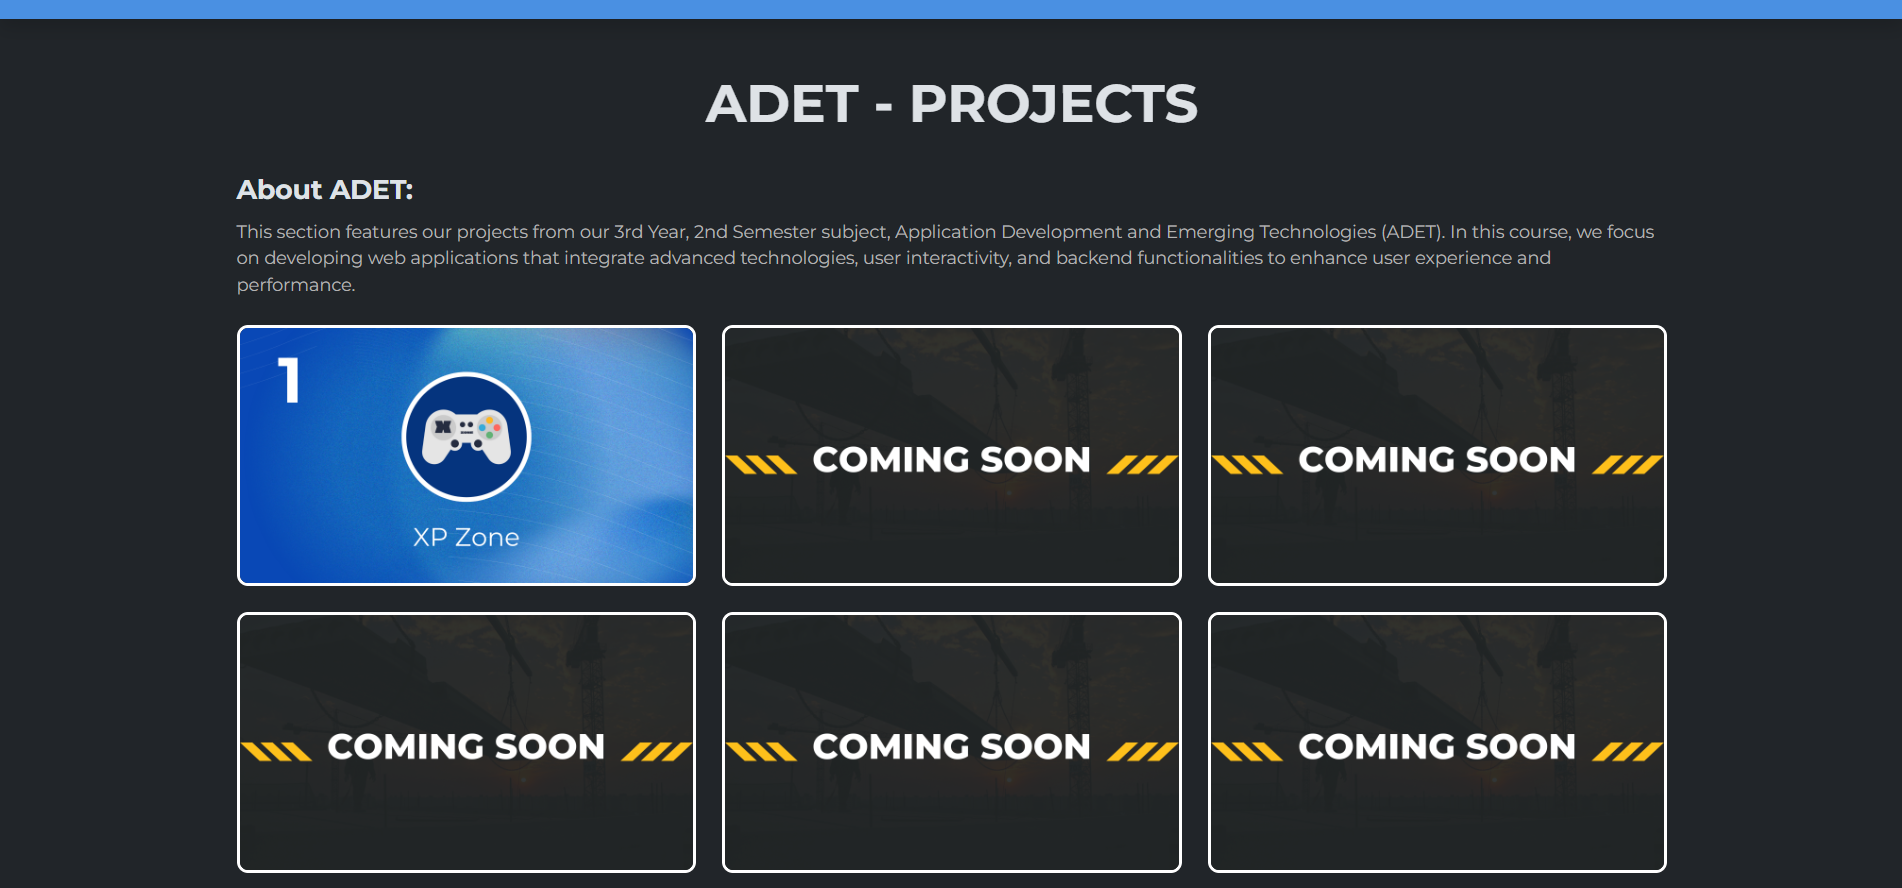 ADET - PROJECTS
About ADET:
This section features our projects from our 3rd Year, 2nd Semester subject, Application Development and Emerging Technologies (ADET). In this course, we focus
on developing web applications that integrate advanced technologies, user interactivity, and backend functionalities to enhance user experience and
performance.
1
XP Zone
COMING SOON
COMING SOON
COMING SOON
COMING SOON
COMING SOON